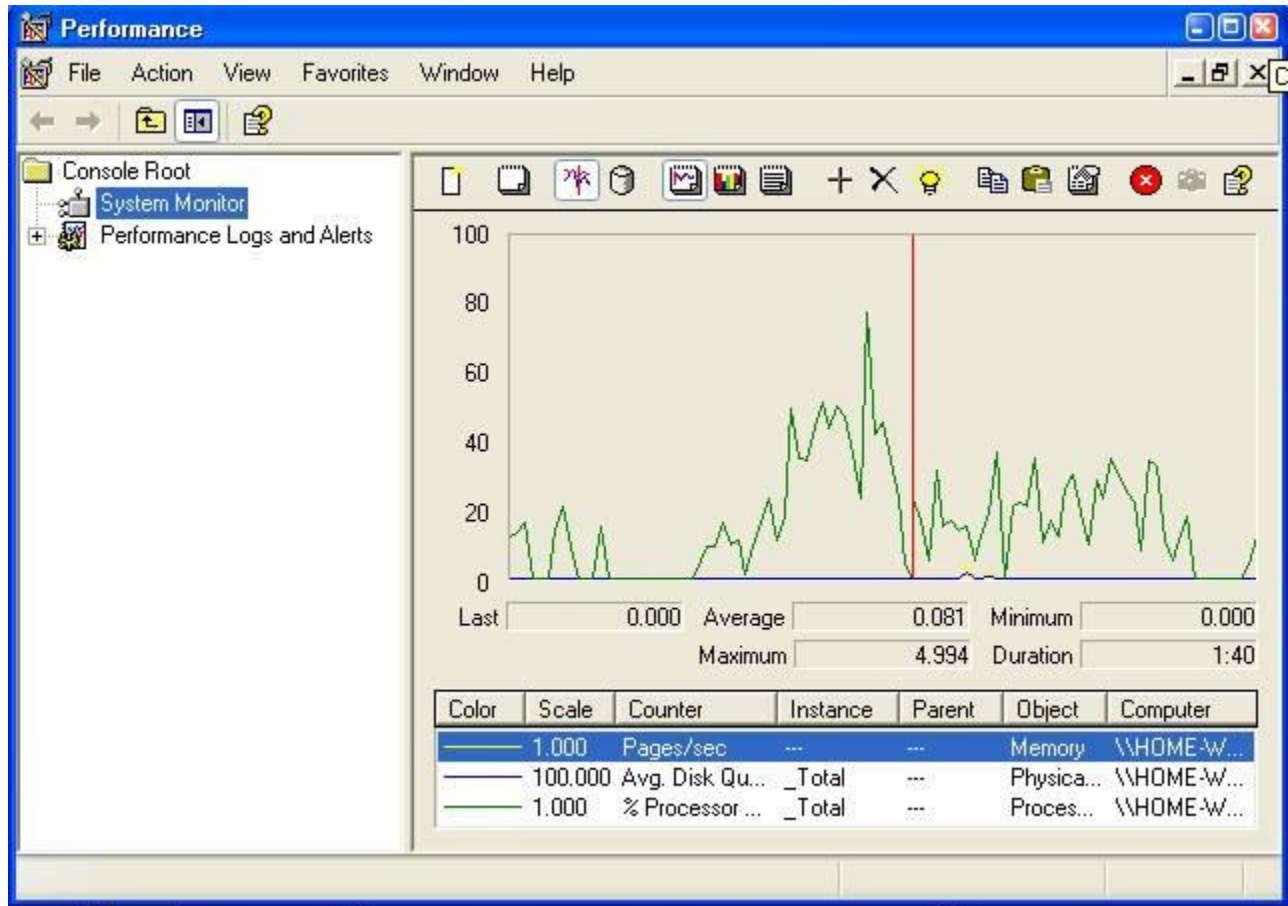 Performance
File Action View Favorites Window Help
Console Root
System Monitor
Performance Logs and Alerts
100
80
60
40
20
0
Last 0.000 Average 0.081 Minimum 0.000
Maximum 4.994 Duration 1:40
Color Scale Counter Instance Parent Object Computer
1.000 Pages/sec --- --- Memory \\HOME-W...
100.000 Avg. Disk Qu... _Total --- Physica... \\HOME-W...
1.000 % Processor ... _Total --- Proces... \\HOME-W...